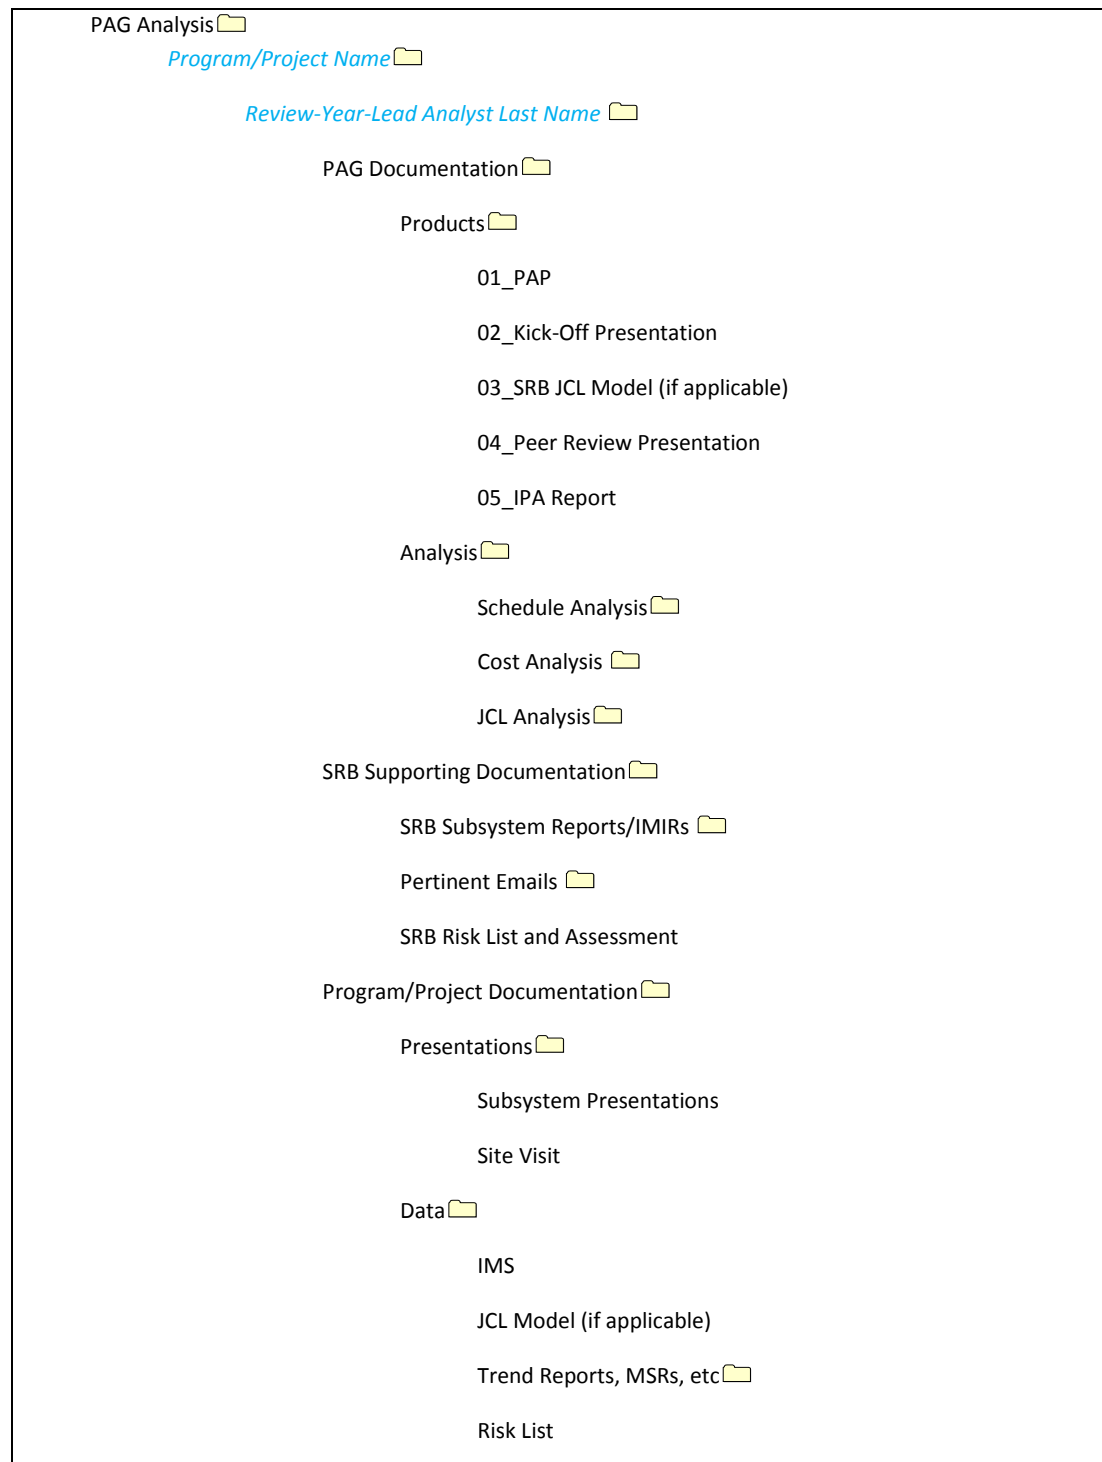 PAG Analysis
Program/Project Name
Review-Year-Lead Analyst Last Name
PAG Documentation
Products
01_PAP
02_Kick-Off Presentation
03_SRB JCL Model (if applicable)
04_Peer Review Presentation
05_IPA Report
Analysis
Schedule Analysis
Cost Analysis
JCL Analysis
SRB Supporting Documentation
SRB Subsystem Reports/IMIRs
Pertinent Emails
SRB Risk List and Assessment
Program/Project Documentation
Presentations
Subsystem Presentations
Site Visit
Data
IMS
JCL Model (if applicable)
Trend Reports, MSRs, etc
Risk List